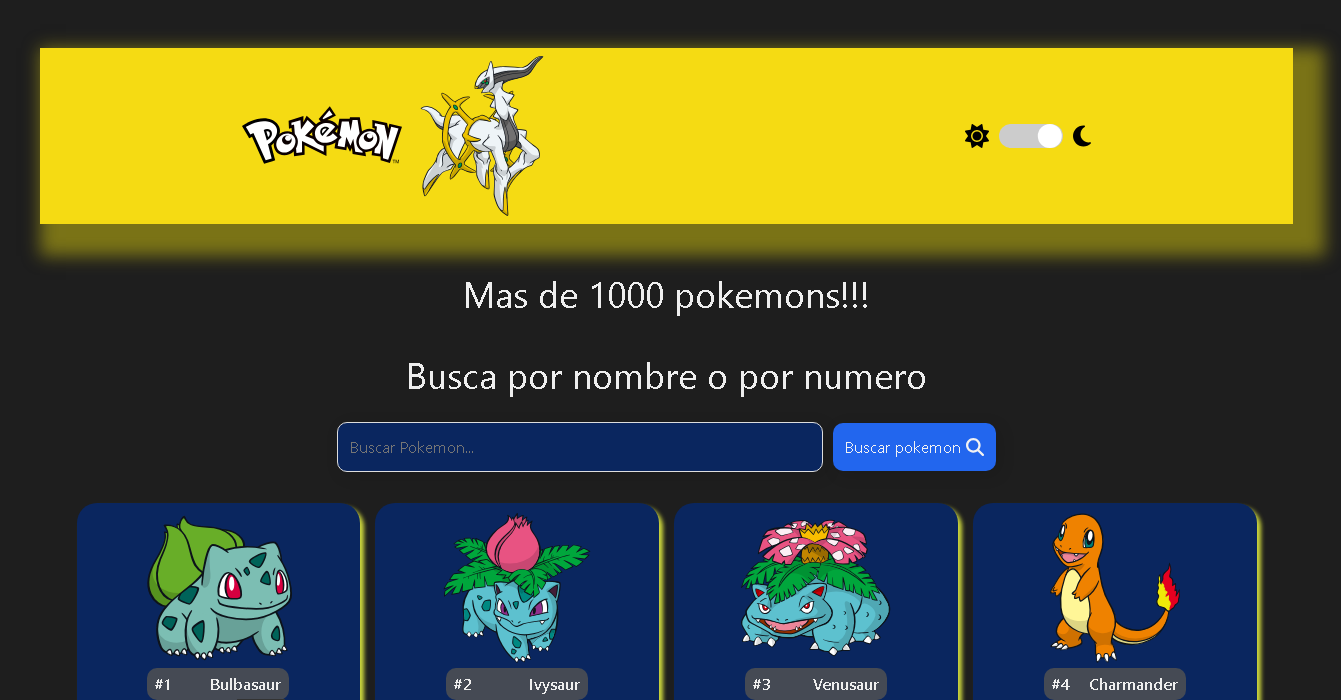 POKéMON
TM
Mas de 1000 pokemons!!!
Busca por nombre o por numero
Buscar Pokemon...
Buscar pokemon
#1 Bulbasaur
#2 Ivysaur
#3 Venusaur
#4 Charmander